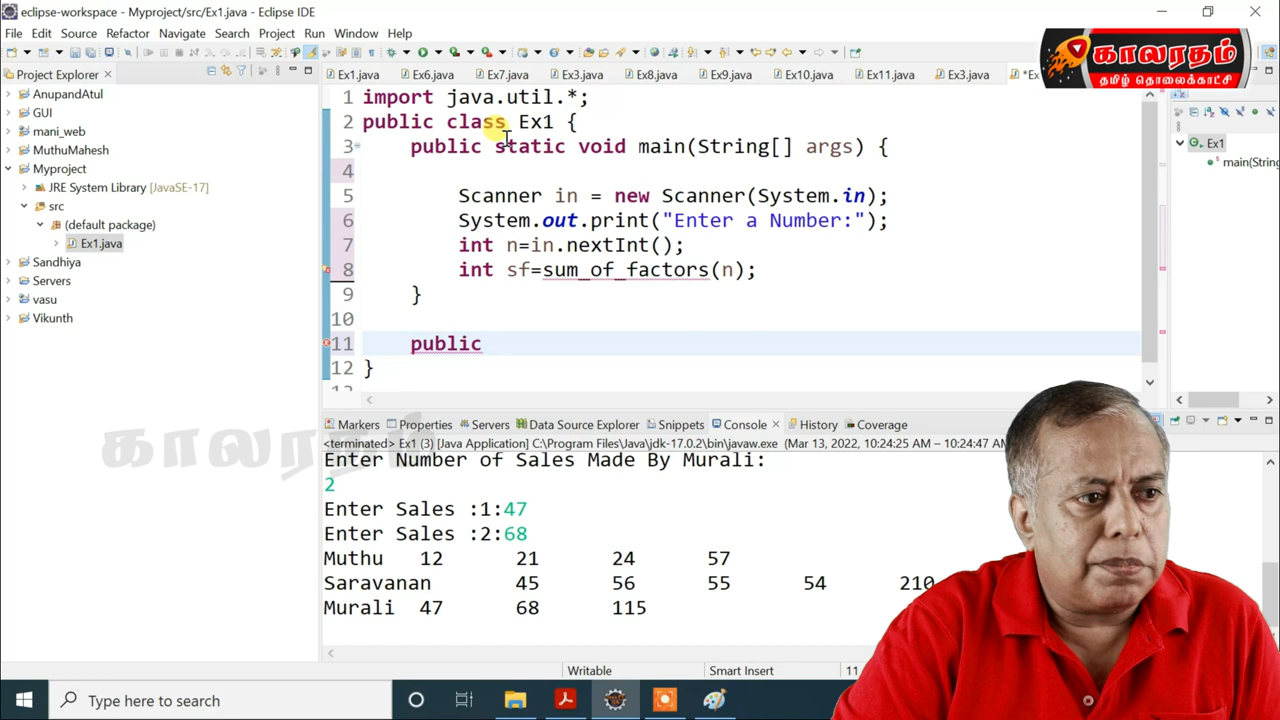 eclipse-workspace - Myproject/src/Ex1.java - Eclipse IDE
File Edit Source Refactor Navigate Search Project Run Window Help
காலரதம்
தமிழ் தொலைக்காட்சி
Project Explorer
Ex1.java Ex6.java Ex7.java Ex3.java Ex8.java Ex9.java Ex10.java Ex11.java Ex3.java *Ex
AnupandAtul
GUI
mani_web
MuthuMahesh
Myproject
JRE System Library [JavaSE-17]
src
(default package)
Ex1.java
Sandhiya
Servers
vasu
Vikunth
1 import java.util.*;
2 public class Ex1 {
3 public static void main(String[] args) {
4
5 Scanner in = new Scanner(System.in);
6 System.out.print("Enter a Number:");
7 int n=in.nextInt();
8 int sf=sum_of_factors(n);
9 }
10
11 public
12 }
13
Ex1
main(String
காலரதம்
Markers Properties Servers Data Source Explorer Snippets Console History Coverage
<terminated> Ex1 (3) [Java Application] C:\Program Files\Java\jdk-17.0.2\bin\javaw.exe (Mar 13, 2022, 10:24:25 AM – 10:24:47 AM
Enter Number of Sales Made By Murali:
2
Enter Sales :1:47
Enter Sales :2:68
Muthu 12 21 24 57
Saravanan 45 56 55 54 210
Murali 47 68 115
Writable Smart Insert 11
Type here to search